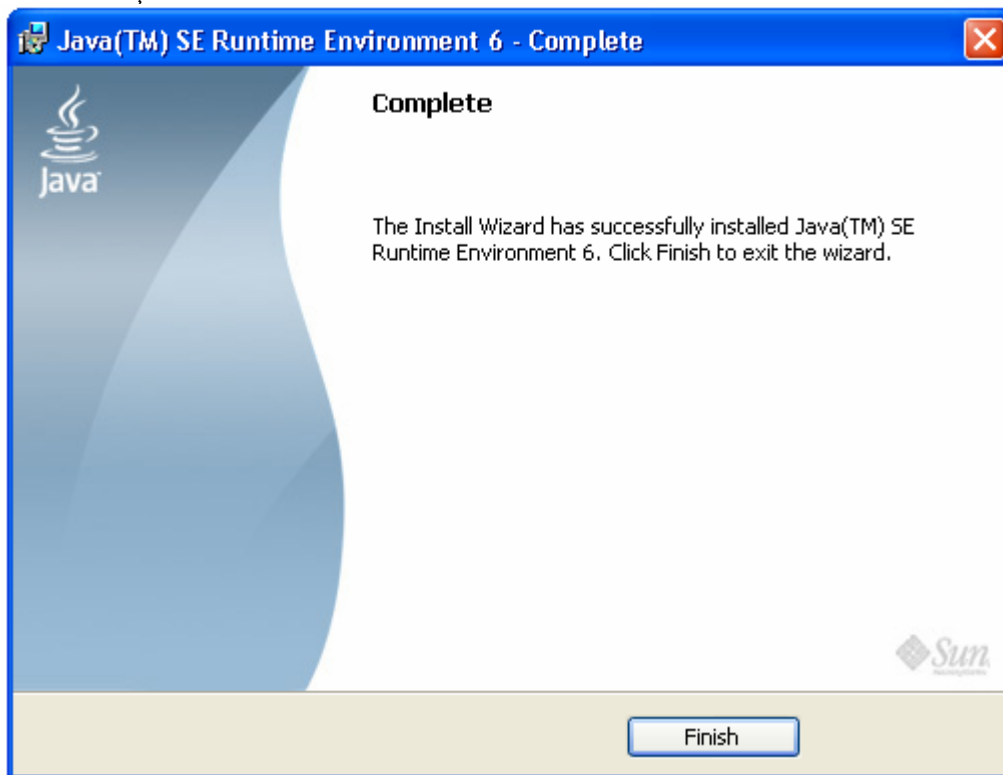 Java(TM) SE Runtime Environment 6 - Complete
Java
Complete
The Install Wizard has successfully installed Java(TM) SE
Runtime Environment 6. Click Finish to exit the wizard.
Sun
Finish